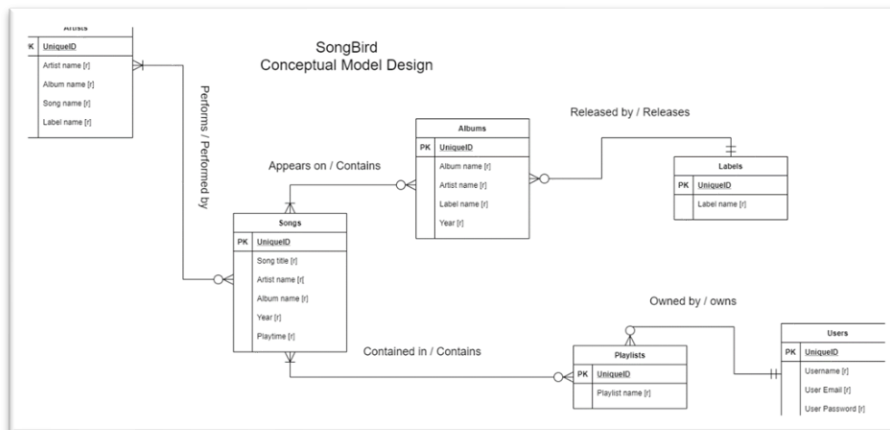 Artists
PK UniqueID
Artist name [r]
Album name [r]
Song name [r]
Label name [r]
SongBird
Conceptual Model Design
Performs / Performed by
Released by / Releases
Albums
PK UniqueID
Album name [r]
Artist name [r]
Label name [r]
Year [r]
Labels
PK UniqueID
Label name [r]
Appears on / Contains
Songs
PK UniqueID
Song title [r]
Artist name [r]
Album name [r]
Year [r]
Playtime [r]
Owned by / owns
Contained in / Contains
Playlists
PK UniqueID
Playlist name [r]
Users
PK UniqueID
Username [r]
User Email [r]
User Password [r]